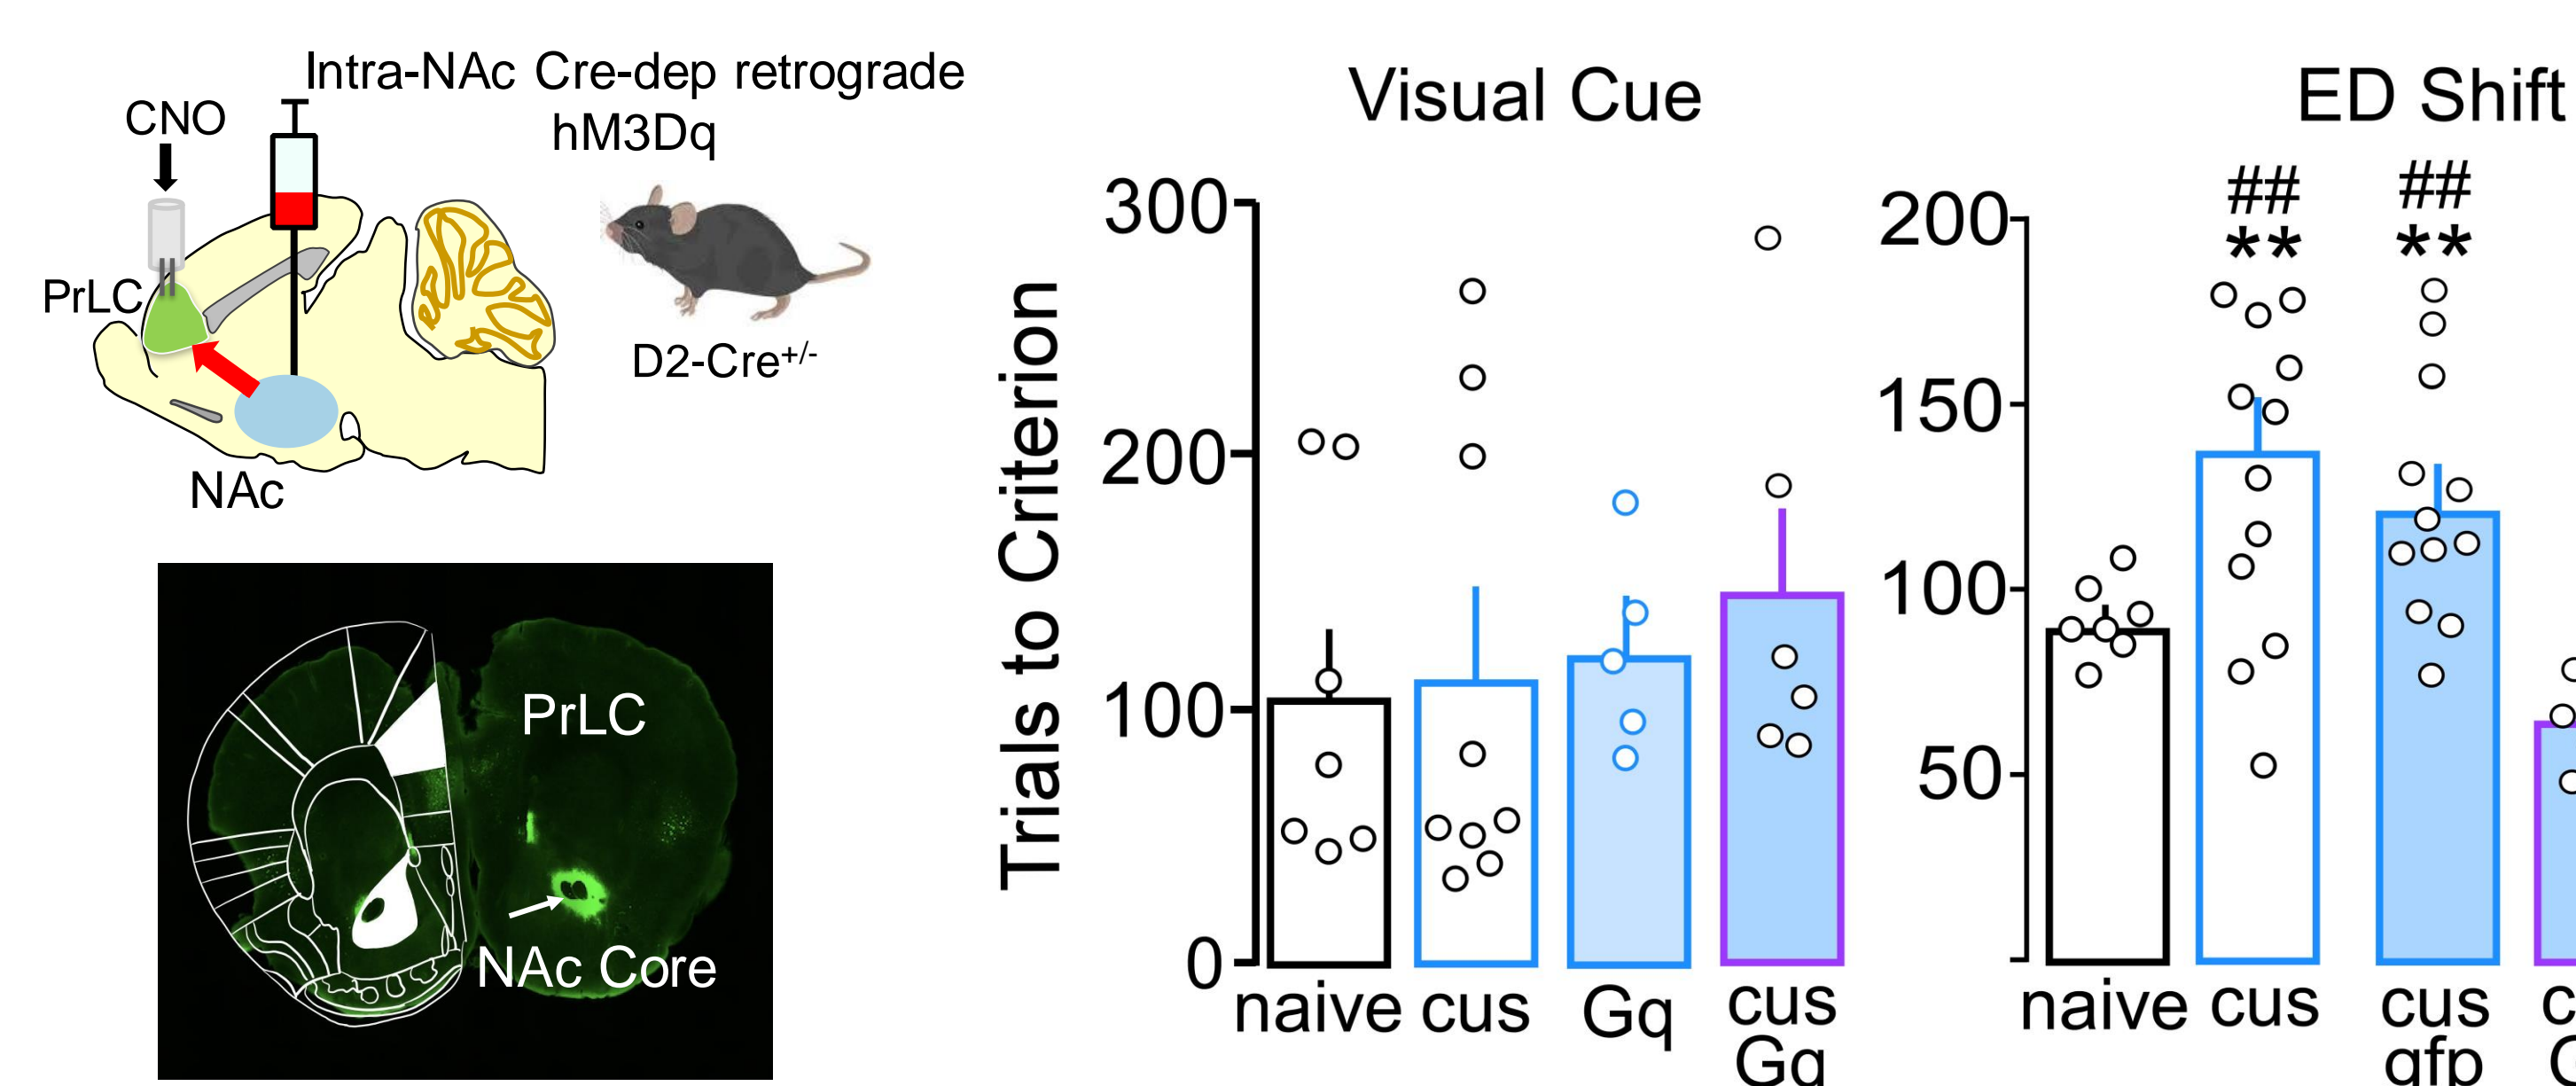 Intra-NAc Cre-dep retrograde
hM3Dq
CNO
PrLC
NAc
D2-Cre+/-
PrLC
NAc Core
Visual Cue
Trials to Criterion
300
200
100
0
naive cus Gq cus Gq
ED Shift
##
**
##
**
200
150
100
50
naive cus cus gfp